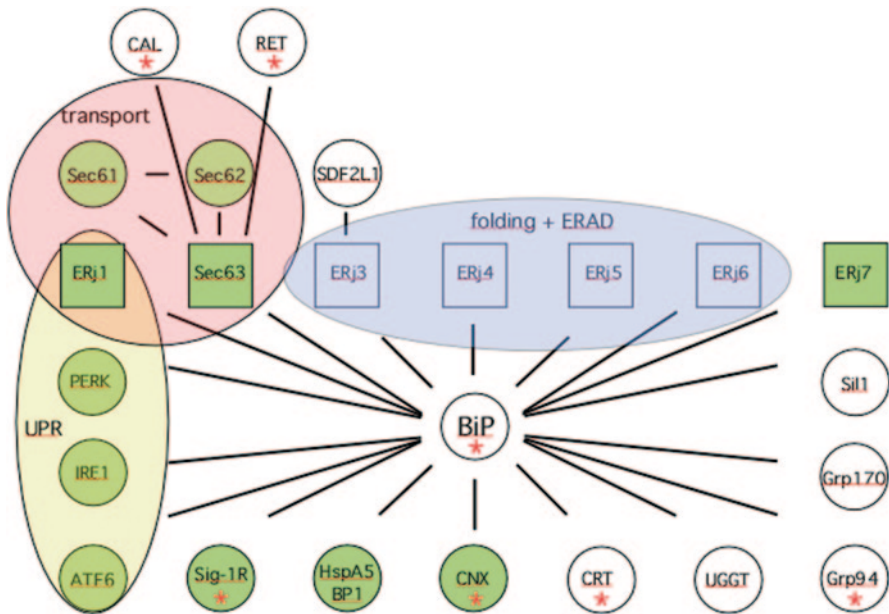 CAL
*
RET
*
transport
Sec61
Sec62
SDF2L1
folding + ERAD
ERj1
Sec63
ERj3
ERj4
ERj5
ERj6
ERj7
PERK
Sil1
UPR
BiP
*
IRE1
Grp170
ATF6
Sig-1R
*
HspA5
BP1
CNX
*
CRT
*
UGGT
Grp94
*